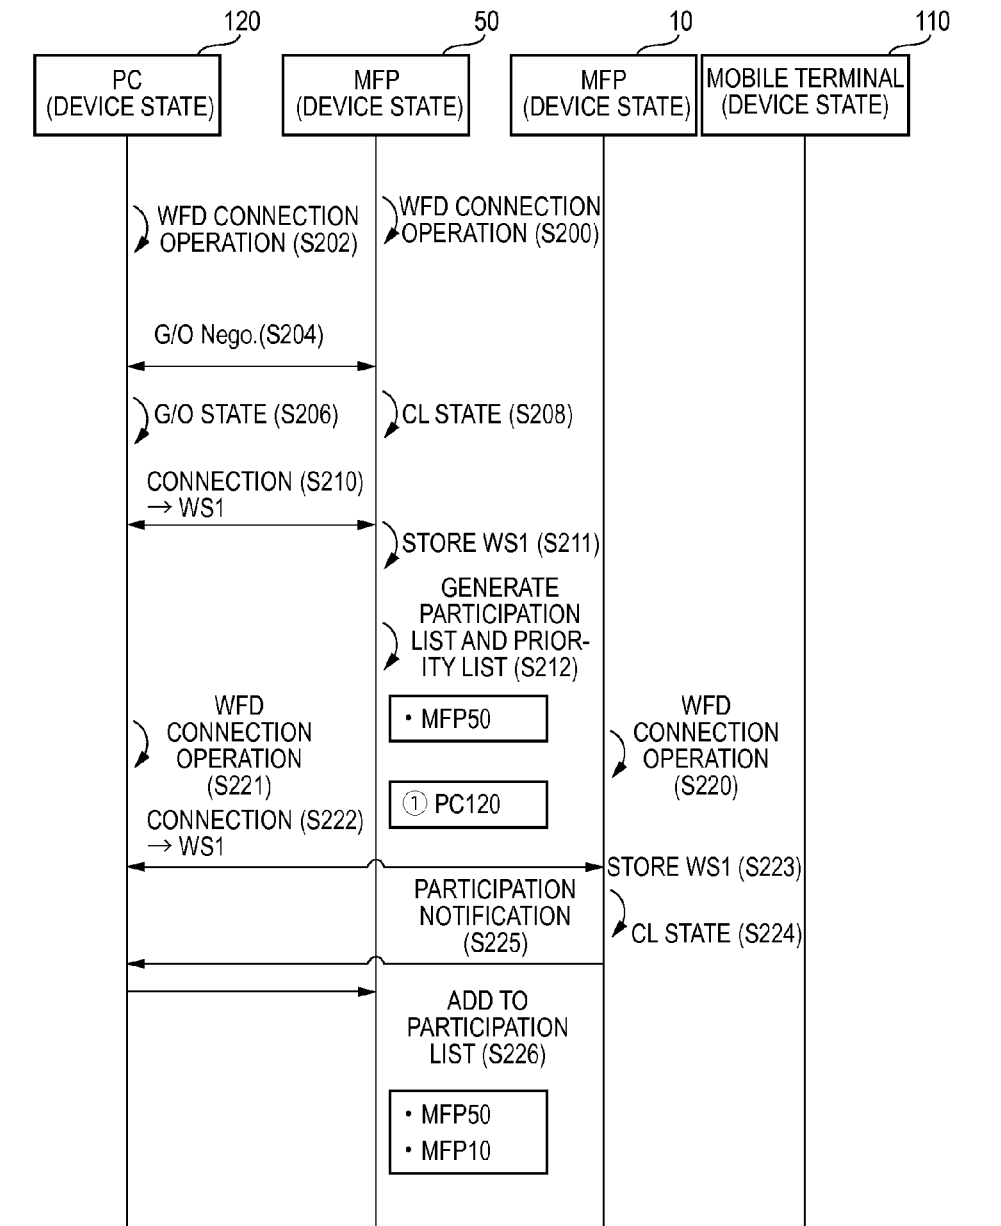 120
50
10
110
PC
(DEVICE STATE)
MFP
(DEVICE STATE)
MFP
(DEVICE STATE)
MOBILE TERMINAL
(DEVICE STATE)
WFD CONNECTION
OPERATION (S202)
WFD CONNECTION
OPERATION (S200)
G/O Nego.(S204)
G/O STATE (S206)
CL STATE (S208)
CONNECTION (S210)
→ WS1
STORE WS1 (S211)
GENERATE
PARTICIPATION
LIST AND PRIOR-
ITY LIST (S212)
・MFP50
① PC120
WFD
CONNECTION
OPERATION
(S221)
WFD
CONNECTION
OPERATION
(S220)
CONNECTION (S222)
→ WS1
STORE WS1 (S223)
CL STATE (S224)
PARTICIPATION
NOTIFICATION
(S225)
ADD TO
PARTICIPATION
LIST (S226)
・MFP50
・MFP10